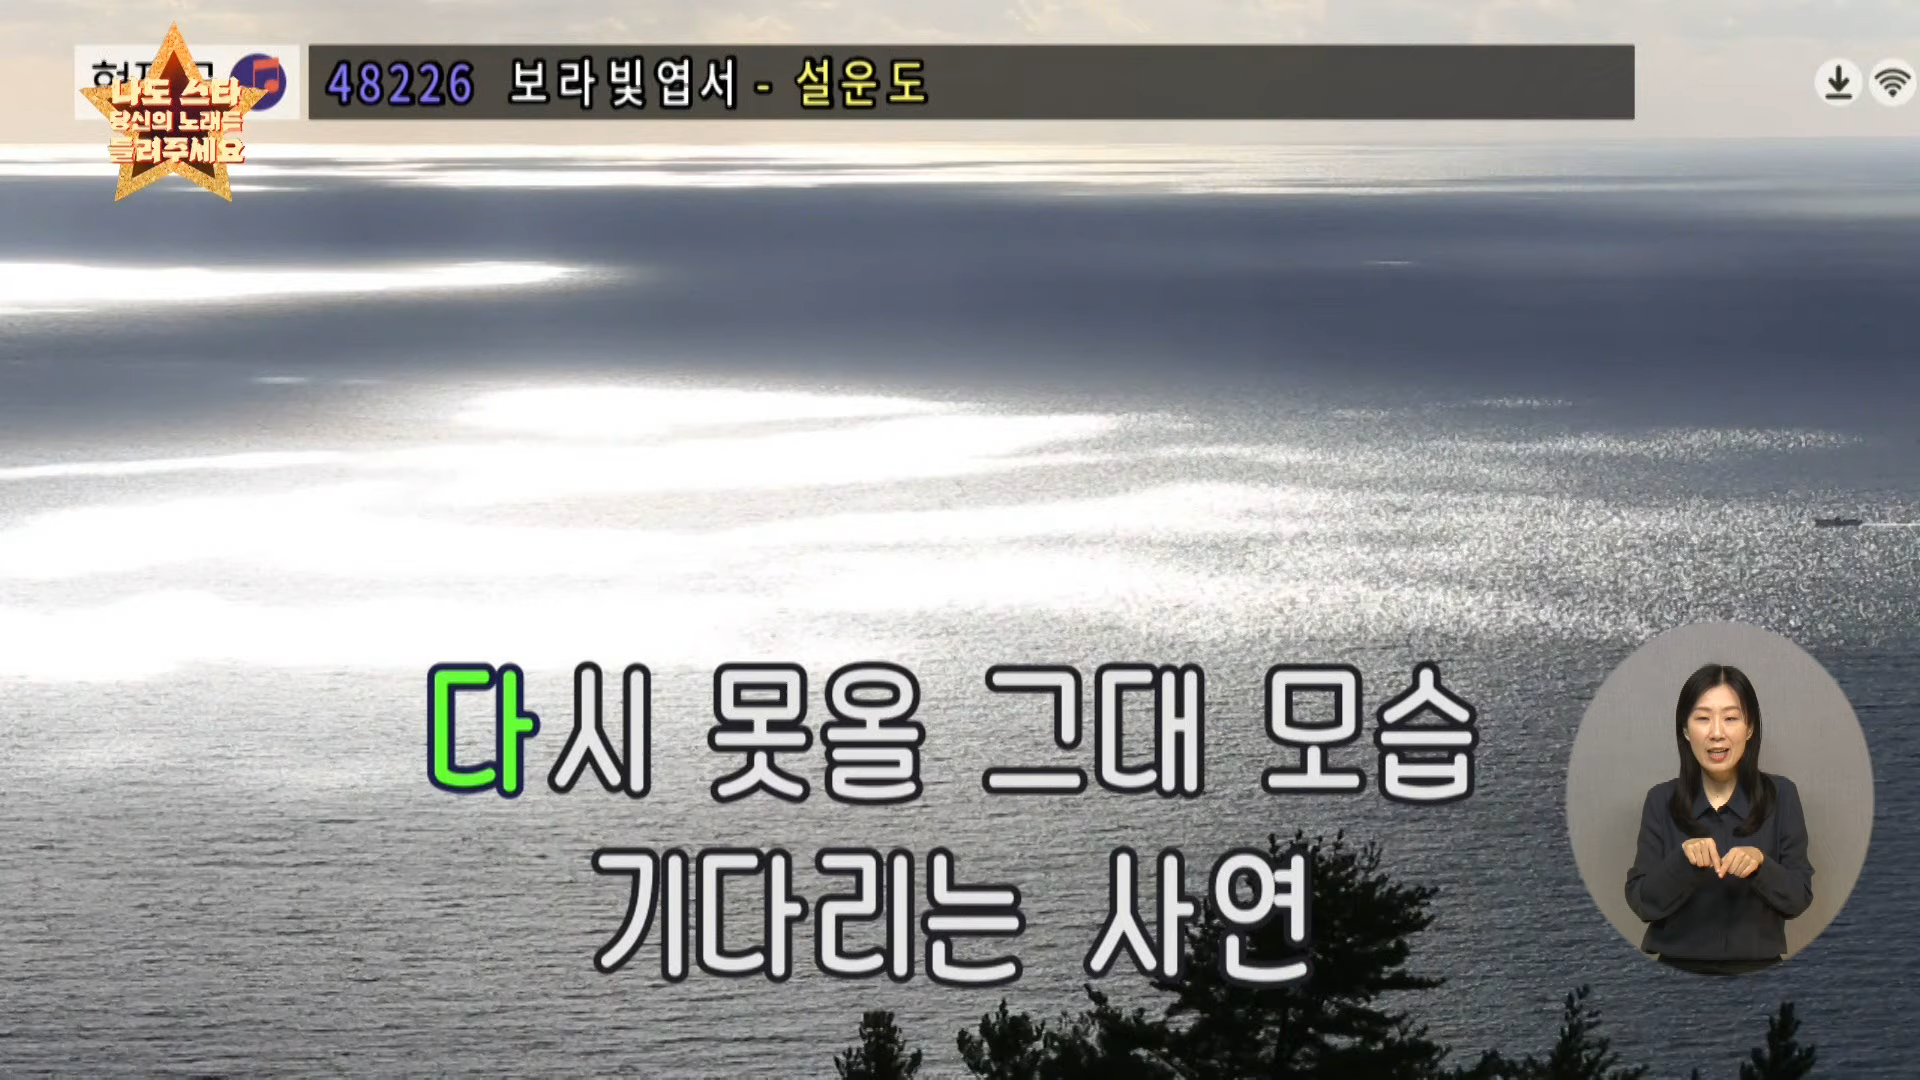 48226 보라빛엽서 - 설운도
나도 스타
당신의 노래를
들려주세요
다시 못올 그대 모습
기다리는 사연